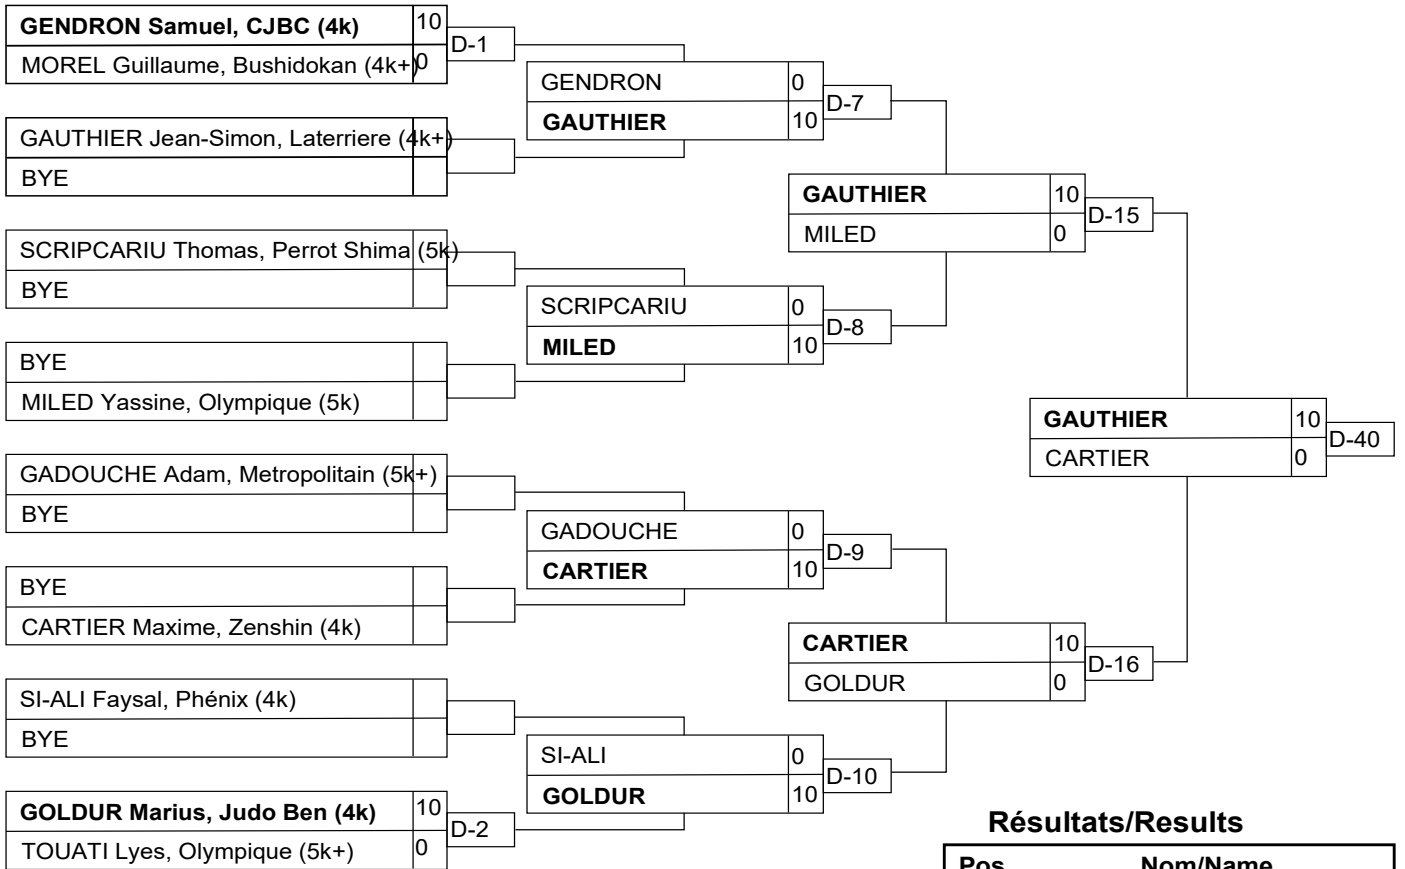 GENDRON Samuel, CJBC (4k) 10
MOREL Guillaume, Bushidokan (4k+) 0
D-1
GAUTHIER Jean-Simon, Laterriere (4k+)
BYE
SCRIPCARIU Thomas, Perrot Shima (5k)
BYE
BYE
MILED Yassine, Olympique (5k)
GADOUCHE Adam, Metropolitain (5k+)
BYE
BYE
CARTIER Maxime, Zenshin (4k)
SI-ALI Faysal, Phénix (4k)
BYE
GOLDUR Marius, Judo Ben (4k) 10
TOUATI Lyes, Olympique (5k+) 0
D-2
GENDRON 0
GAUTHIER 10
D-7
SCRIPCARIU 0
MILED 10
D-8
GADOUCHE 0
CARTIER 10
D-9
SI-ALI 0
GOLDUR 10
D-10
GAUTHIER 10
MILED 0
D-15
CARTIER 10
GOLDUR 0
D-16
GAUTHIER 10
CARTIER 0
D-40
Résultats/Results
Pos Nom/Name